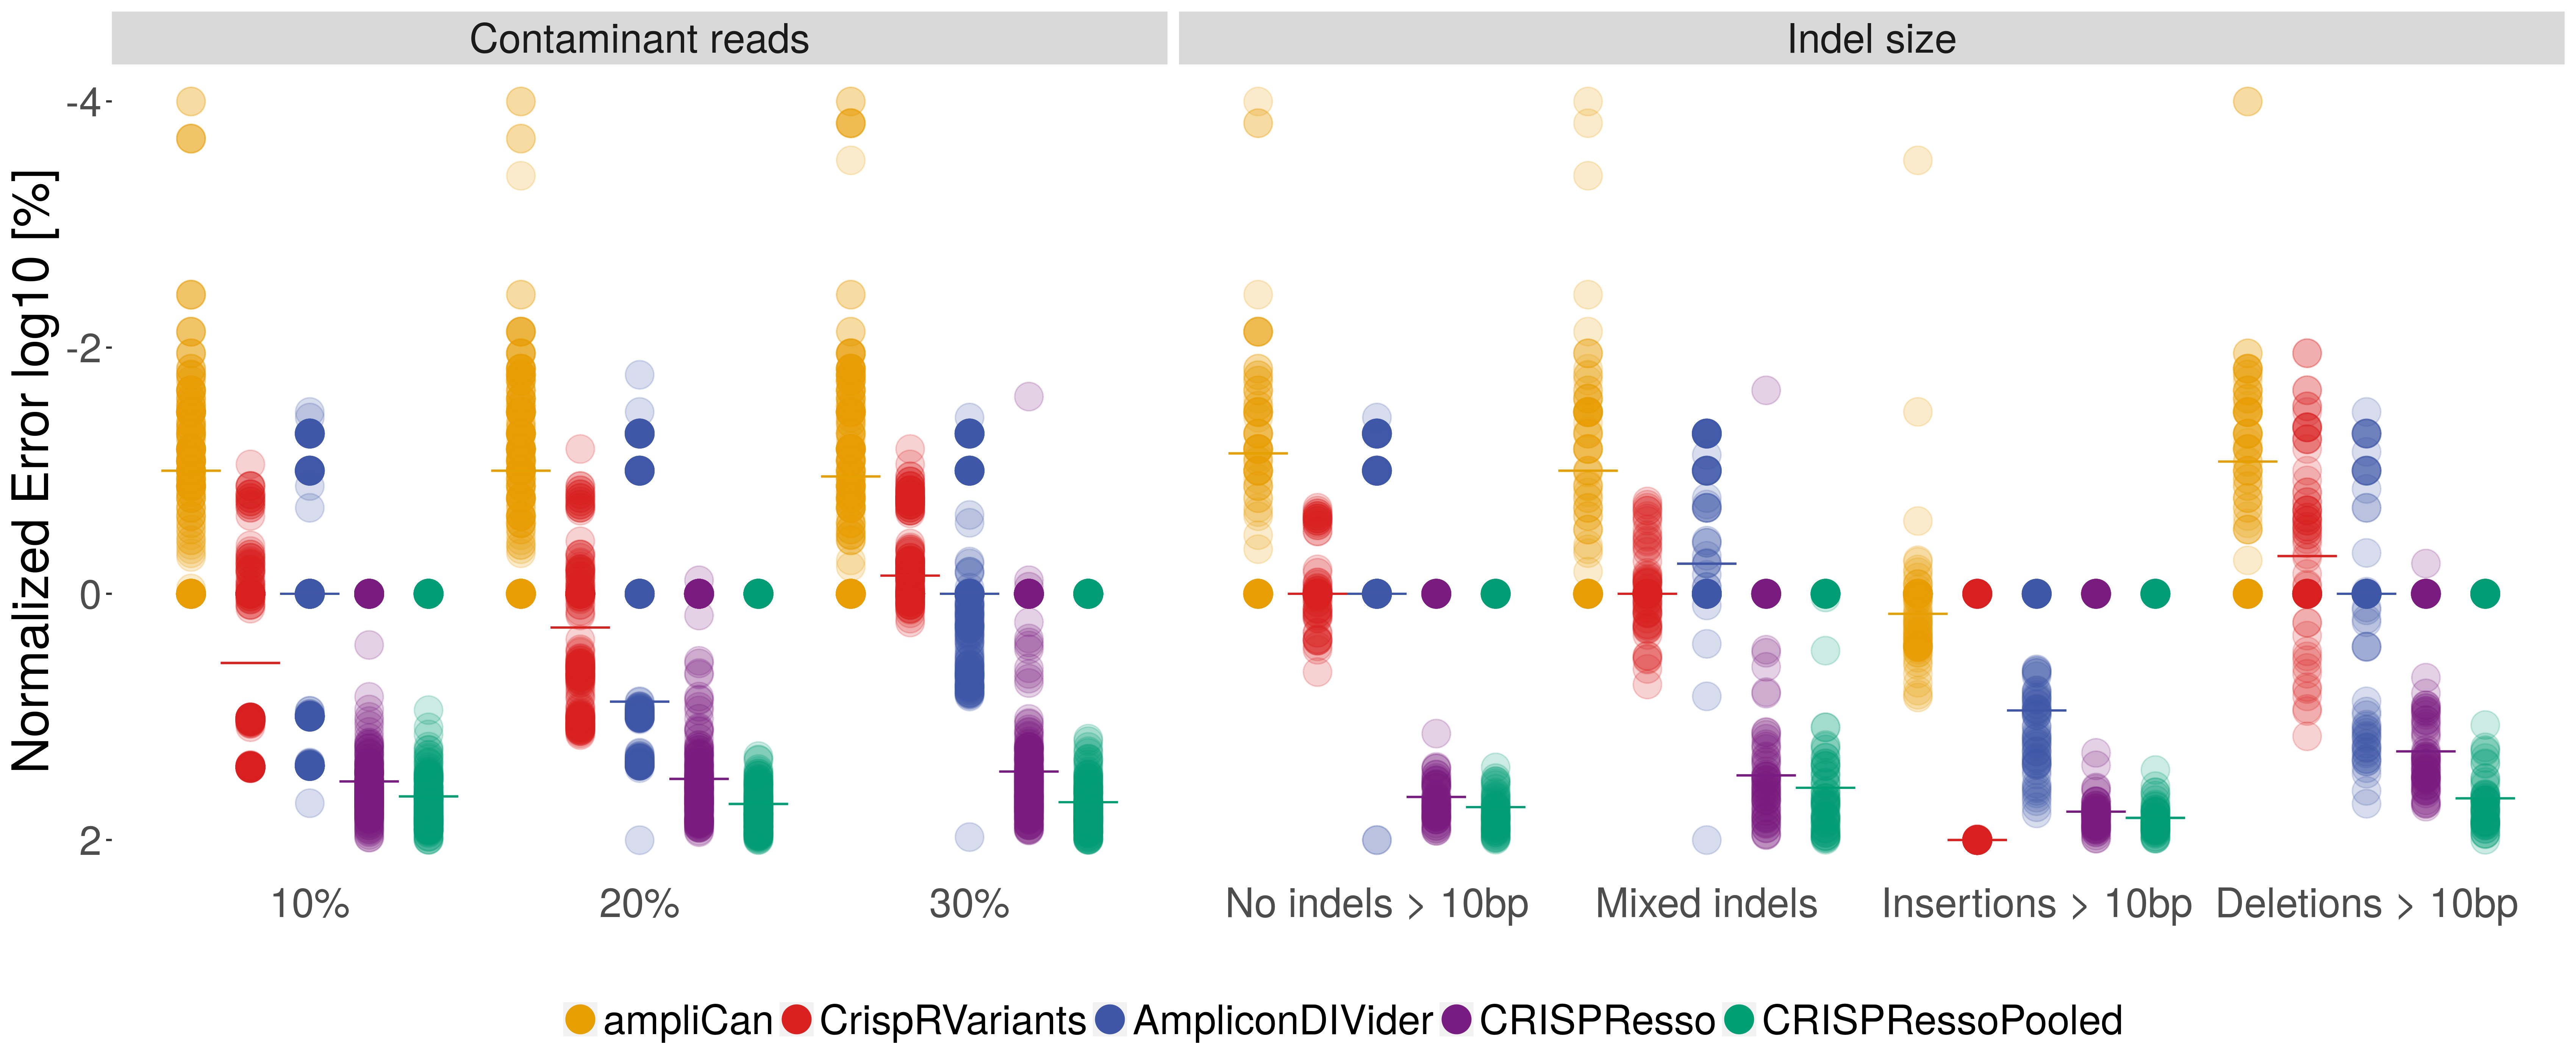 Contaminant reads
Indel size
Normalized Error log10 [%]
-4
-2
0
2
10%
20%
30%
No indels > 10bp
Mixed indels
Insertions > 10bp
Deletions > 10bp
ampliCan
CrispRVariants
AmpliconDIVider
CRISPResso
CRISPRessoPooled